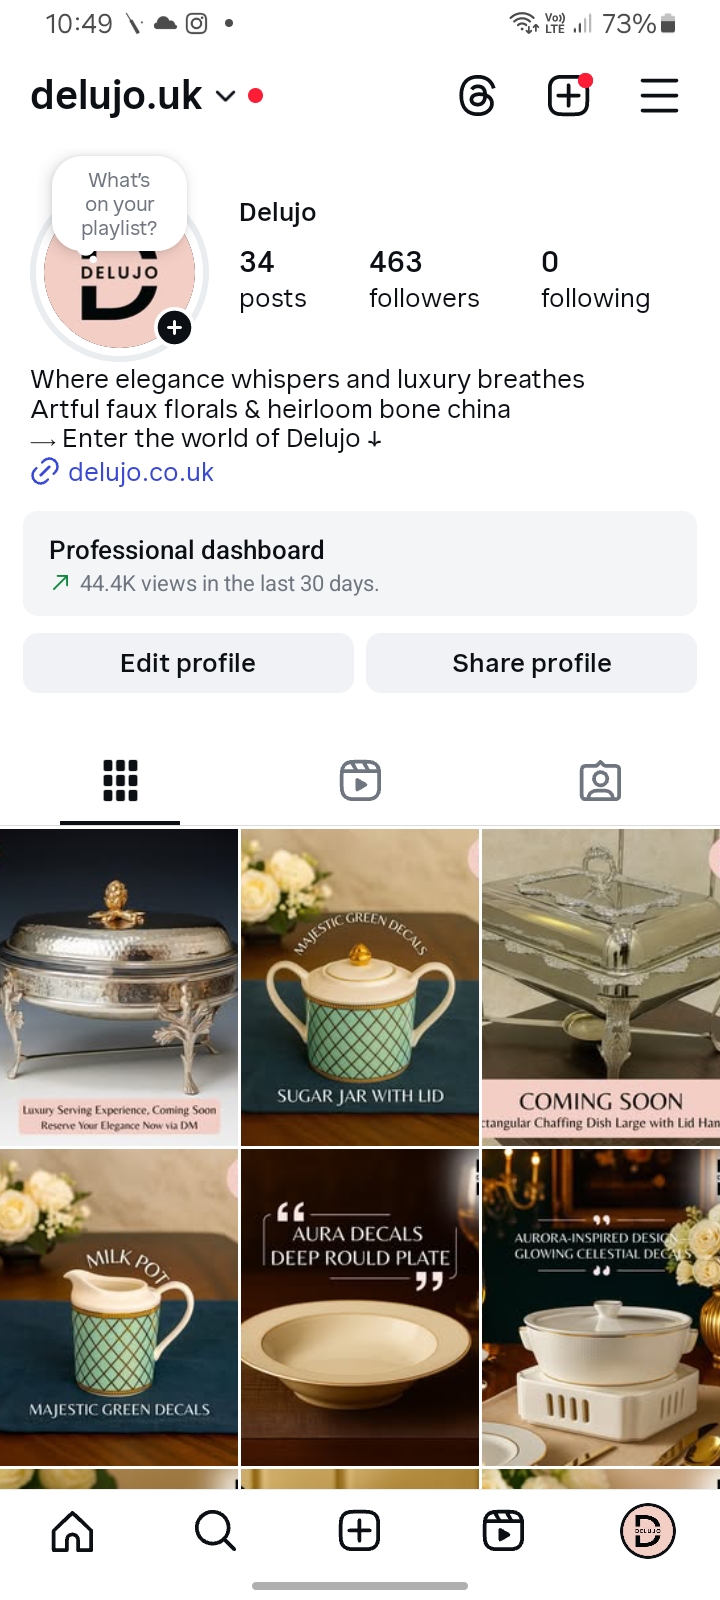 10:49
Vo))
LTE
73%
delujo.uk
What's
on your
playlist?
DELUJO
Delujo
34
463
0
posts
followers
following
Where elegance whispers and luxury breathes
Artful faux florals & heirloom bone china
→ Enter the world of Delujo ↓
delujo.co.uk
Professional dashboard
44.4K views in the last 30 days.
Edit profile
Share profile
Luxury Serving Experience, Coming Soon
Reserve Your Elegance Now via DM
MAJESTIC GREEN DECALS
SUGAR JAR WITH LID
COMING SOON
ctangular Chaffing Dish Large with Lid Han
MILK POT
MAJESTIC GREEN DECALS
❝
AURA DECALS
DEEP ROULD PLATE
❞
❞
AURORA-INSPIRED DESIGN
GLOWING CELESTIAL DECALS
❝
DELUJO